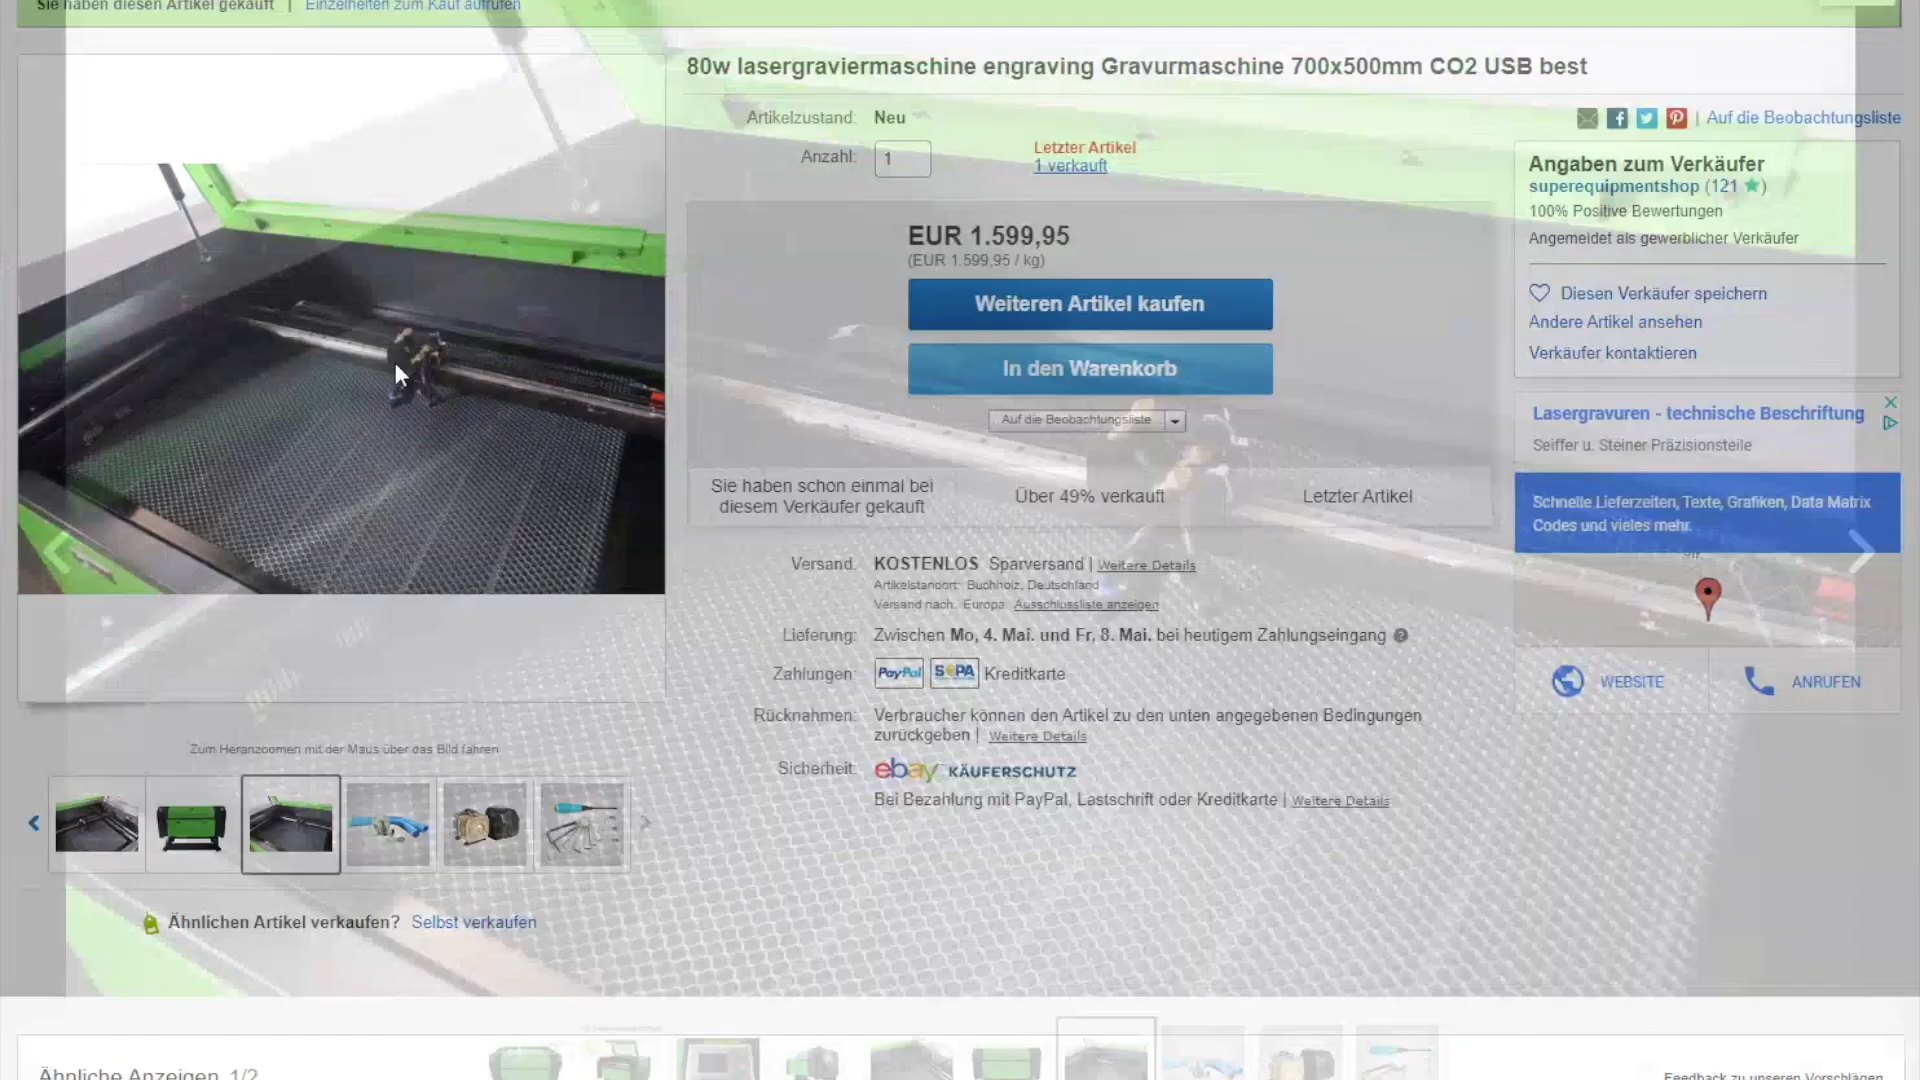 Sie haben diesen Artikel gekauft | Einzelheiten zum Kauf aufrufen
80w lasergraviermaschine engraving Gravurmaschine 700x500mm CO2 USB best
Artikelzustand: Neu
Anzahl: 1
Letzter Artikel
1 verkauft
EUR 1.599,95
(EUR 1.599,95 / kg)
Weiteren Artikel kaufen
In den Warenkorb
Auf die Beobachtungsliste
Sie haben schon einmal bei
diesem Verkäufer gekauft
Über 49% verkauft
Letzter Artikel
Versand: KOSTENLOS Sparversand | Weitere Details
Artikelstandort: Buchholz, Deutschland
Versand nach: Europa Ausschlussliste anzeigen
Lieferung: Zwischen Mo, 4. Mai. und Fr, 8. Mai. bei heutigem Zahlungseingang
Zahlungen: PayPal SEPA Kreditkarte
Rücknahmen: Verbraucher können den Artikel zu den unten angegebenen Bedingungen
zurückgeben | Weitere Details
Sicherheit: ebay KÄUFERSCHUTZ
Bei Bezahlung mit PayPal, Lastschrift oder Kreditkarte | Weitere Details
| Auf die Beobachtungsliste
Angaben zum Verkäufer
superequipmentshop (121)
100% Positive Bewertungen
Angemeldet als gewerblicher Verkäufer
Diesen Verkäufer speichern
Andere Artikel ansehen
Verkäufer kontaktieren
Lasergravuren - technische Beschriftung
Seiffer u. Steiner Präzisionsteile
Schnelle Lieferzeiten, Texte, Grafiken, Data Matrix
Codes und vieles mehr.
WEBSITE
ANRUFEN
Zum Heranzoomen mit der Maus über das Bild fahren
Ähnlichen Artikel verkaufen? Selbst verkaufen
Ähnliche Anzeigen 1/2
Feedback zu unseren Vorschlägen